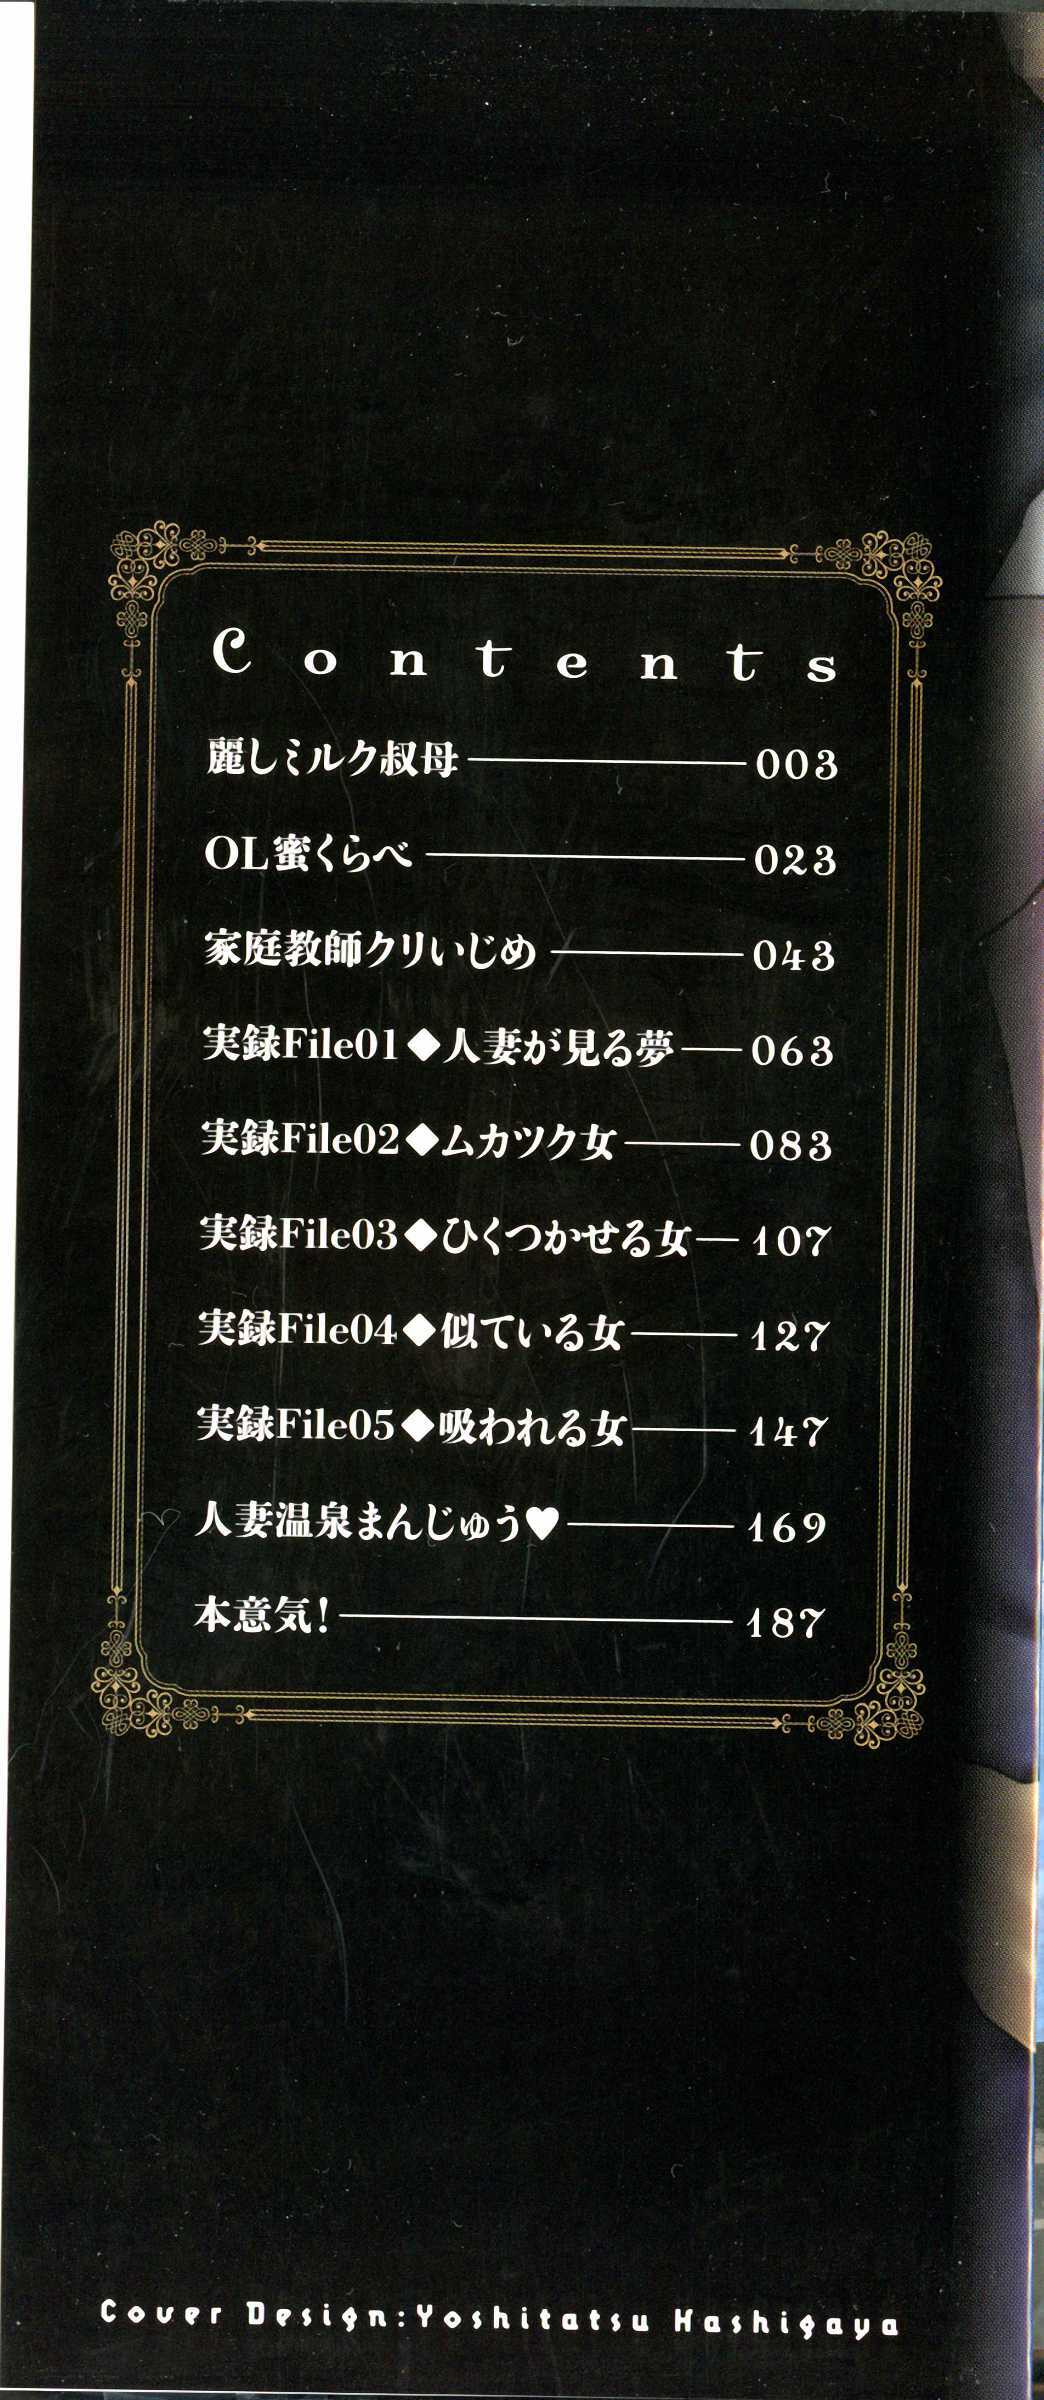 Contents
麗しミルク叔母 003
OL蜜くらべ 023
家庭教師クリいじめ 043
実録File01◆人妻が見る夢 063
実録File02◆ムカツク女 083
実録File03◆ひくつかせる女 107
実録File04◆似ている女 127
実録File05◆吸われる女 147
人妻温泉まんじゅう♥ 169
本意気! 187
Cover Design:Yoshitatsu Hashigaya